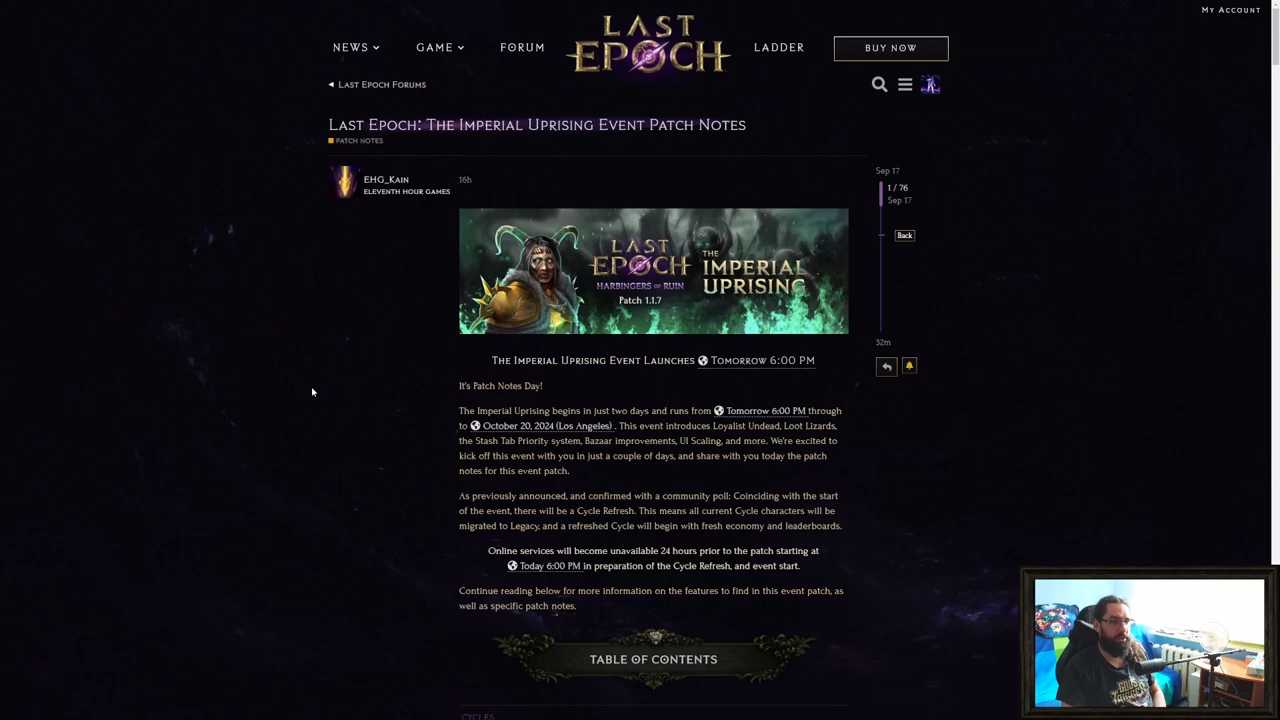 My Account
NEWS
GAME
FORUM
LAST EPOCH
LADDER
BUY NOW
Last Epoch Forums
Last Epoch: The Imperial Uprising Event Patch Notes
PATCH NOTES
EHG_Kain
ELEVENTH HOUR GAMES
16h
Sep 17
1 / 76
Sep 17
Back
32m
LAST EPOCH
HARBINGERS OF RUIN
Patch 1.1.7
THE IMPERIAL UPRISING
The Imperial Uprising Event Launches Tomorrow 6:00 PM
It's Patch Notes Day!
The Imperial Uprising begins in just two days and runs from Tomorrow 6:00 PM through
to October 20, 2024 (Los Angeles) . This event introduces Loyalist Undead, Loot Lizards,
the Stash Tab Priority system, Bazaar improvements, UI Scaling, and more. We're excited to
kick off this event with you in just a couple of days, and share with you today the patch
notes for this event patch.
As previously announced, and confirmed with a community poll: Coinciding with the start
of the event, there will be a Cycle Refresh. This means all current Cycle characters will be
migrated to Legacy, and a refreshed Cycle will begin with fresh economy and leaderboards.
Online services will become unavailable 24 hours prior to the patch starting at
Today 6:00 PM in preparation of the Cycle Refresh, and event start.
Continue reading below for more information on the features to find in this event patch, as
well as specific patch notes.
TABLE OF CONTENTS
CYCLES